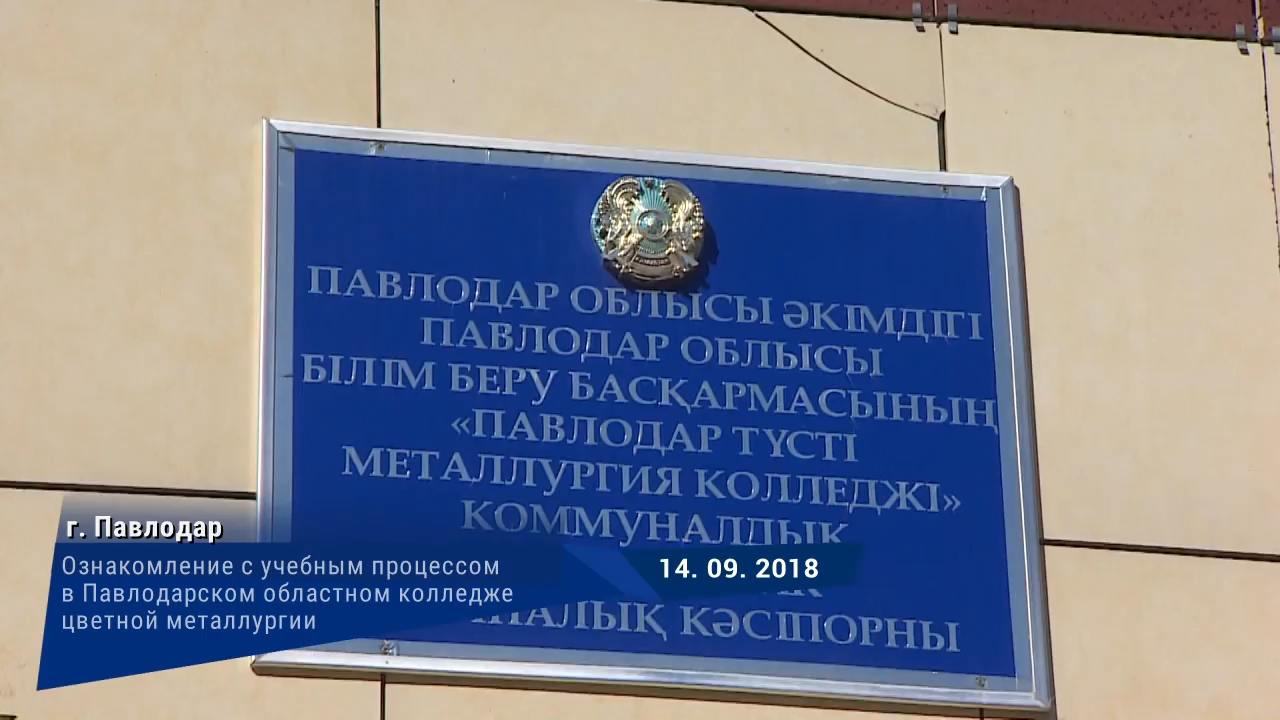 ПАВЛОДАР ОБЛЫСЫ ӘКІМДІГІ
ПАВЛОДАР ОБЛЫСЫ
БІЛІМ БЕРУ БАСҚАРМАСЫНЫҢ
«ПАВЛОДАР ТҮСТІ
МЕТАЛЛУРГИЯ КОЛЛЕДЖІ»
КОММУНАЛДЫҚ
КӘСІПОРНЫ
г. Павлодар
Ознакомление с учебным процессом
в Павлодарском областном колледже
цветной металлургии
14. 09. 2018